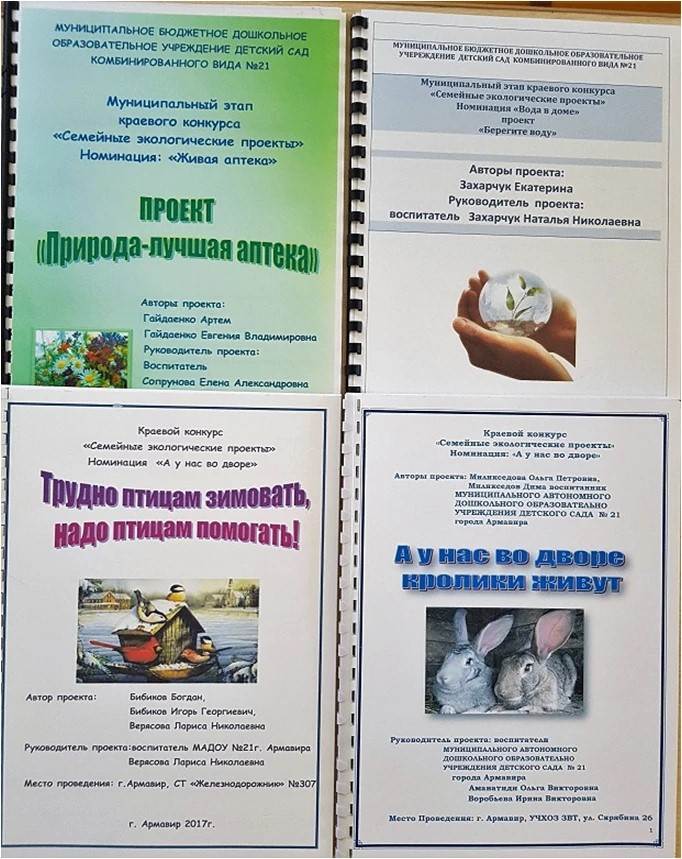 МУНИЦИПАЛЬНОЕ БЮДЖЕТНОЕ ДОШКОЛЬНОЕ
ОБРАЗОВАТЕЛЬНОЕ УЧРЕЖДЕНИЕ ДЕТСКИЙ САД
КОМБИНИРОВАННОГО ВИДА №21
Муниципальный этап
краевого конкурса
«Семейные экологические проекты»
Номинация: «Живая аптека»
ПРОЕКТ
«Природа-лучшая аптека»
Авторы проекта:
Гайдаенко Артем
Гайдаенко Евгения Владимировна
Руководитель проекта:
Воспитатель
Сопрунова Елена Александровна
МУНИЦИПАЛЬНОЕ БЮДЖЕТНОЕ ДОШКОЛЬНОЕ ОБРАЗОВАТЕЛЬНОЕ
УЧЕРЕЖДЕНИЕ ДЕТСКИЙ САД КОМБИНИРОВАННОГО ВИДА №21
Муниципальный этап краевого конкурса
«Семейные экологические проекты»
Номинация «Вода в доме»
проект
«Берегите воду»
Авторы проекта:
Захарчук Екатерина
Руководитель проекта:
воспитатель Захарчук Наталья Николаевна
Краевой конкурс
«Семейные экологические проекты»
Номинация «А у нас во дворе»
Трудно птицам зимовать,
надо птицам помогать!
Автор проекта: Бибиков Богдан,
Бибиков Игорь Георгиевич,
Верясова Лариса Николаевна
Руководитель проекта:воспитатель МАДОУ №21г. Армавира
Верясова Лариса Николаевна
Место проведения: г.Армавир, СТ «Железнодорожник» №307
г. Армавир 2017г.
Краевой конкурс
«Семейные экологические проекты»
Номинация: «А у нас во дворе»
Авторы проекта: Миликседова Ольга Петровна,
Миликседов Дима воспитанник
МУНИЦИПАЛЬНОГО АВТОНОМНОГО
ДОШКОЛЬНОГО ОБРАЗОВАТЕЛЬНО
УЧРЕЖДЕНИЯ ДЕТСКОГО САДА № 21
города Армавира
А у нас во дворе
кролики живут
Руководитель проекта: воспитатели
МУНИЦИПАЛЬНОГО АВТОНОМНОГО
ДОШКОЛЬНОГО ОБРАЗОВАТЕЛЬНО
УЧРЕЖДЕНИЯ ДЕТСКОГО САДА № 21
города Армавира
Аманатиди Ольга Викторовна
Воробьева Ирина Викторовна
Место Проведения: г. Армавир, УЧХОЗ ЗВТ, ул. Скрябина 26
1